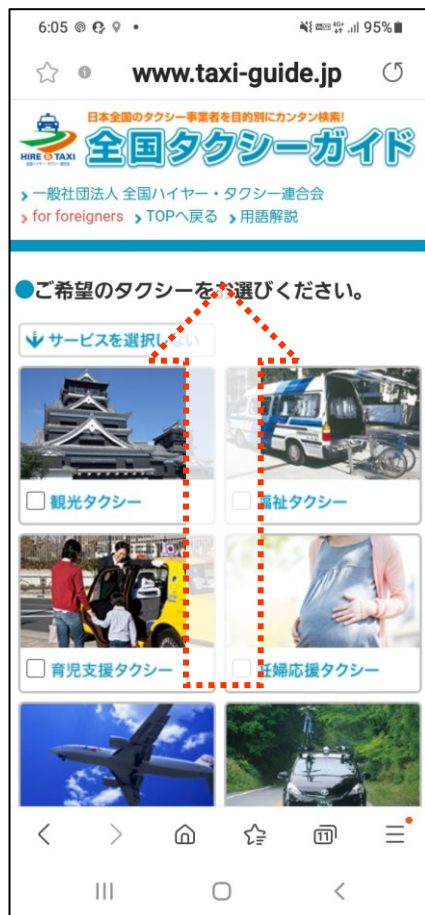 6:05
95%
www.taxi-guide.jp
日本全国のタクシー事業者を目的別にカンタン検索!
全国タクシーガイド
HIRE & TAXI
一般社団法人 全国ハイヤー・タクシー連合会
for foreigners TOPへ戻る 用語解説
●ご希望のタクシーをお選びください。
サービスを選択しない
観光タクシー
福祉タクシー
育児支援タクシー
妊婦応援タクシー
11